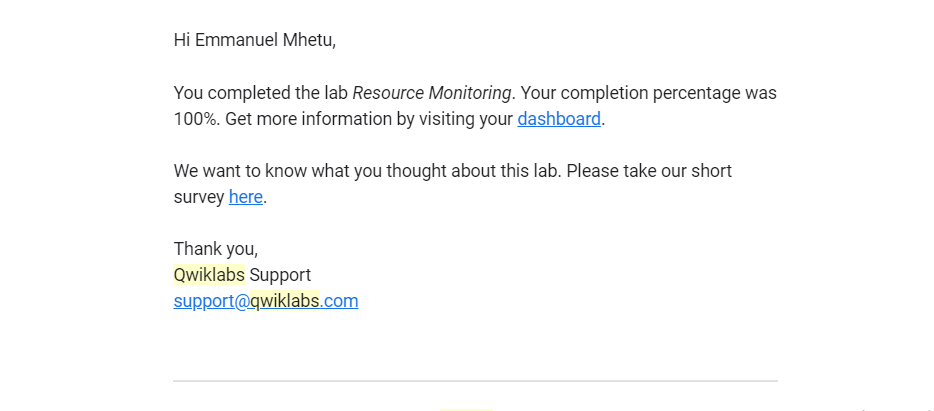 Hi Emmanuel Mhetu,
You completed the lab Resource Monitoring. Your completion percentage was
100%. Get more information by visiting your dashboard.
We want to know what you thought about this lab. Please take our short
survey here.
Thank you,
Qwiklabs Support
support@qwiklabs.com